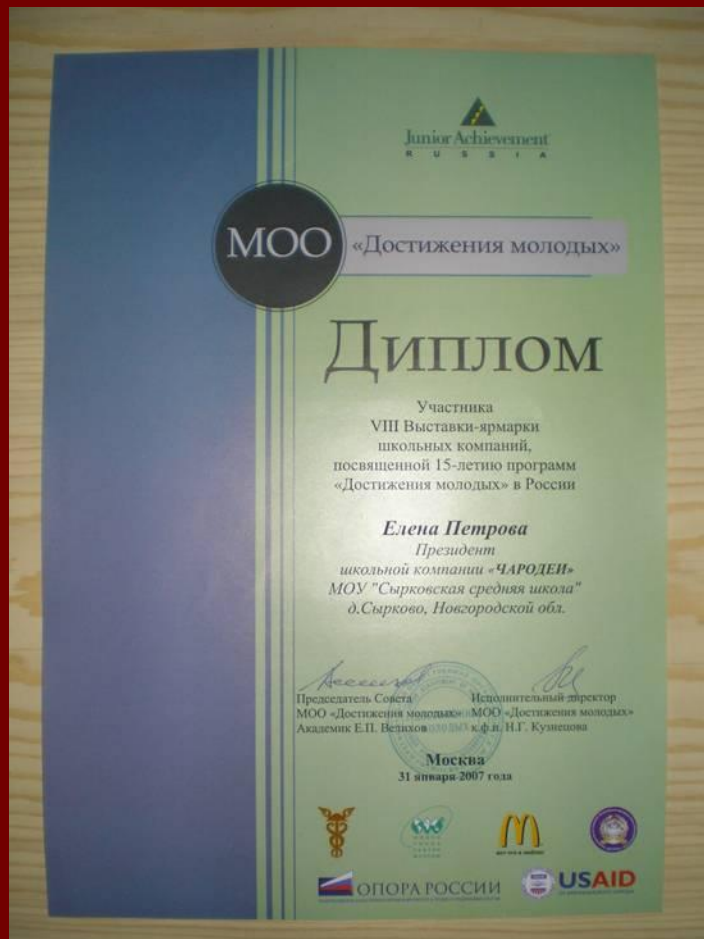 Junior Achievement
RUSSIA
МОО «Достижения молодых»
Диплом
Участника
VIII Выставки-ярмарки
школьных компаний,
посвященной 15-летию программ
«Достижения молодых» в России
Елена Петрова
Президент
школьной компании «ЧАРОДЕИ»
МОУ "Сырковская средняя школа"
д.Сырково, Новгородской обл.
Председатель Совета
МОО «Достижения молодых»
Академик Е.П. Велихов
Исполнительный директор
МОО «Достижения молодых»
к.ф.н. Н.Г. Кузнецова
Москва
31 января 2007 года
ОПОРА РОССИИ
USAID